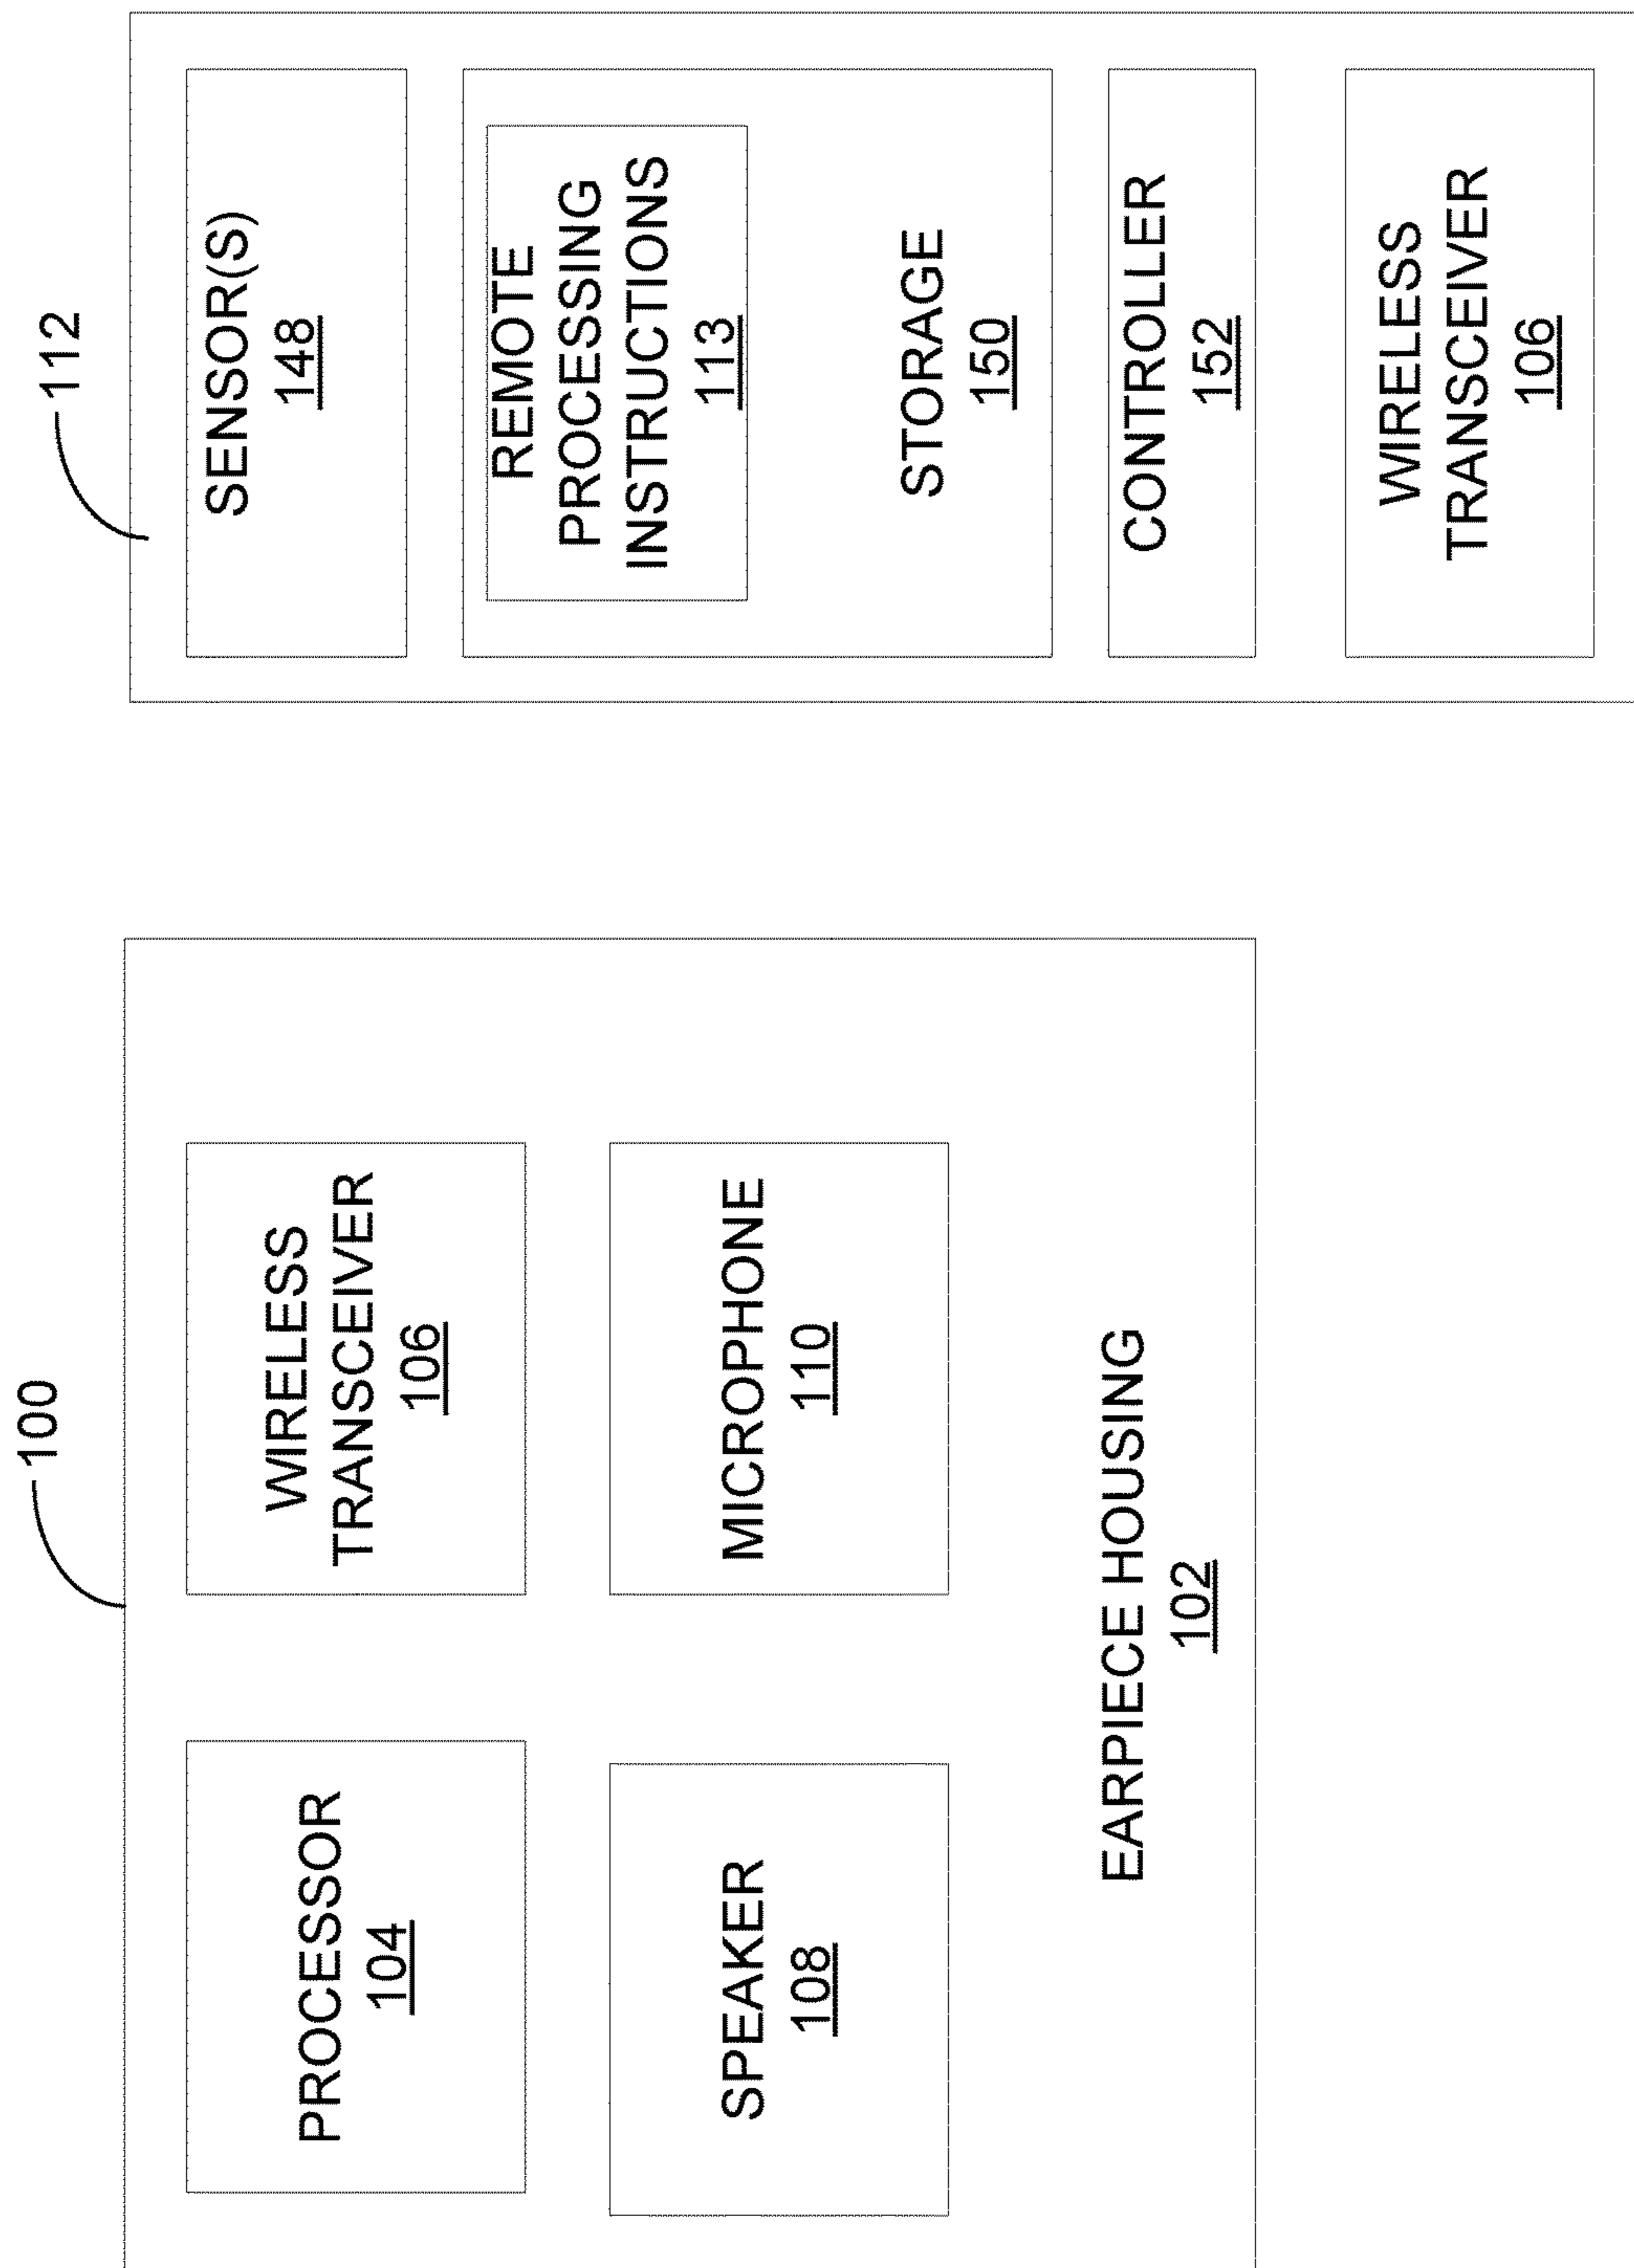 100
PROCESSOR
104
WIRELESS
TRANSCEIVER
106
SPEAKER
108
MICROPHONE
110
EARPIECE HOUSING
102
112
SENSOR(S)
148
REMOTE
PROCESSING
INSTRUCTIONS
113
STORAGE
150
CONTROLLER
152
WIRELESS
TRANSCEIVER
106